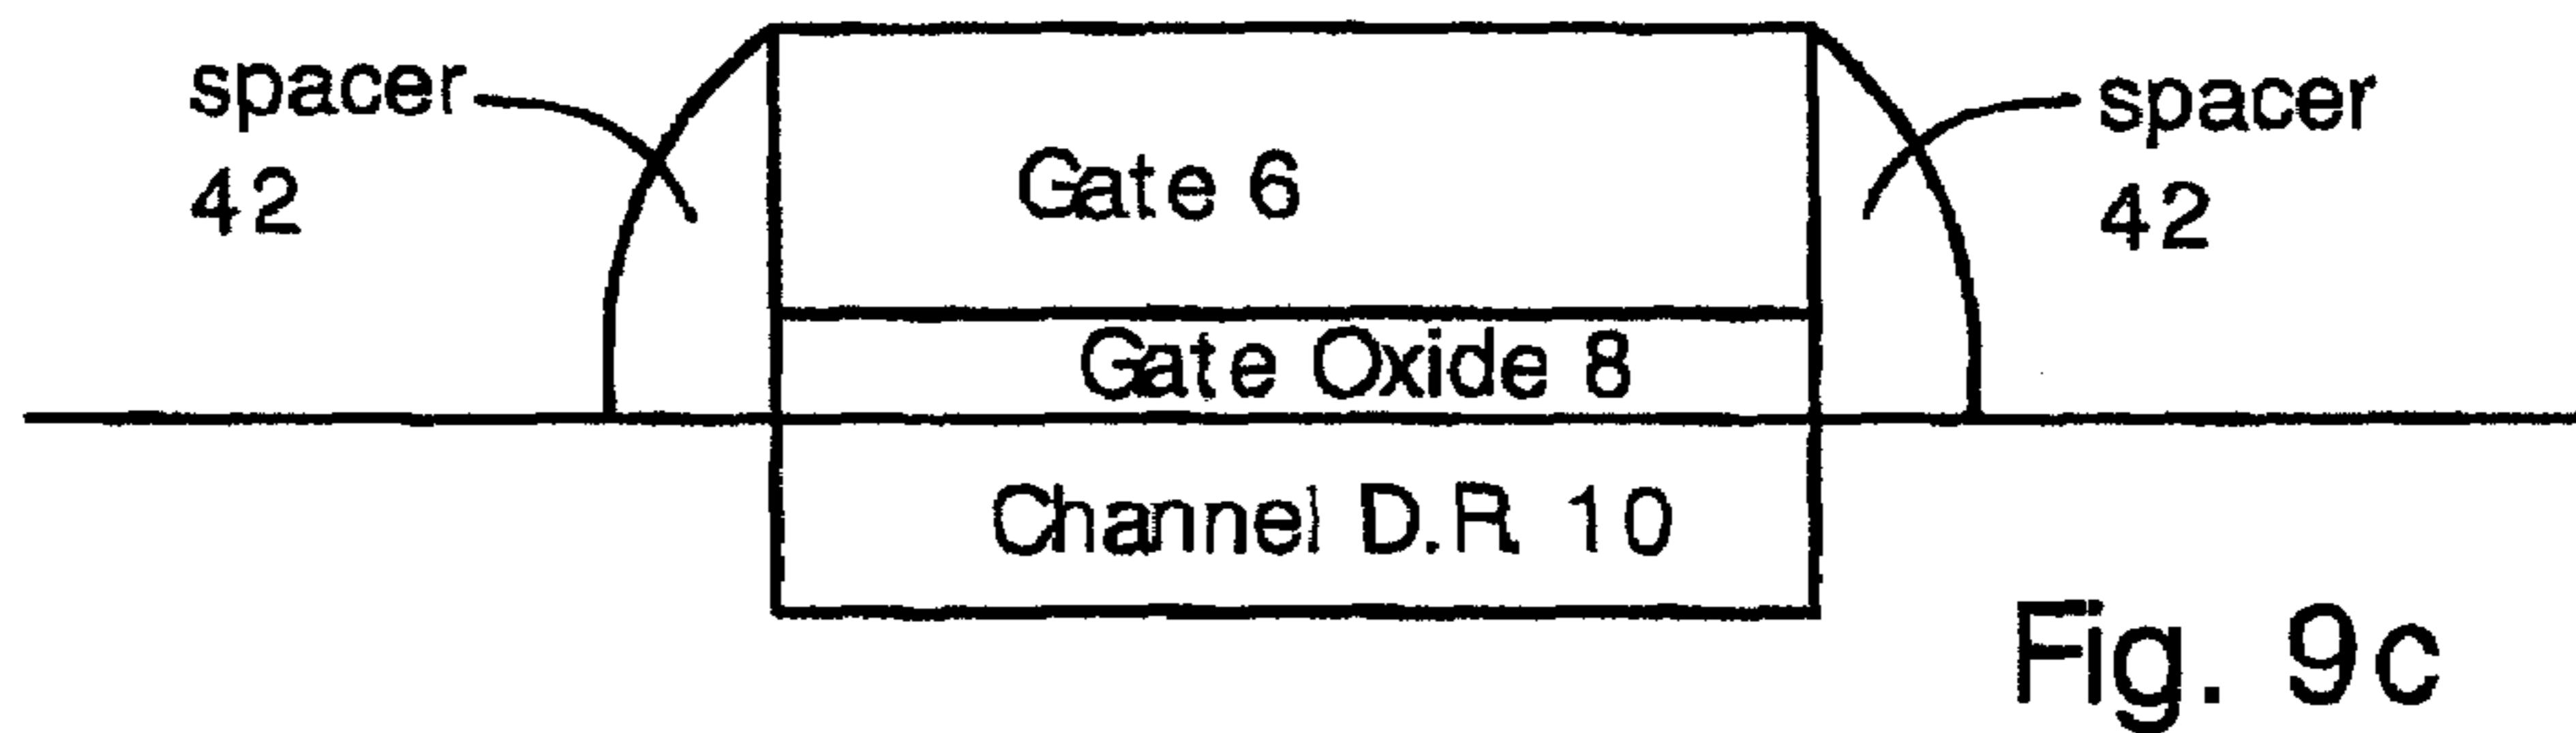 spacer
42
Gate 6
spacer
42
Gate Oxide 8
Channel D.R. 10
Fig. 9c